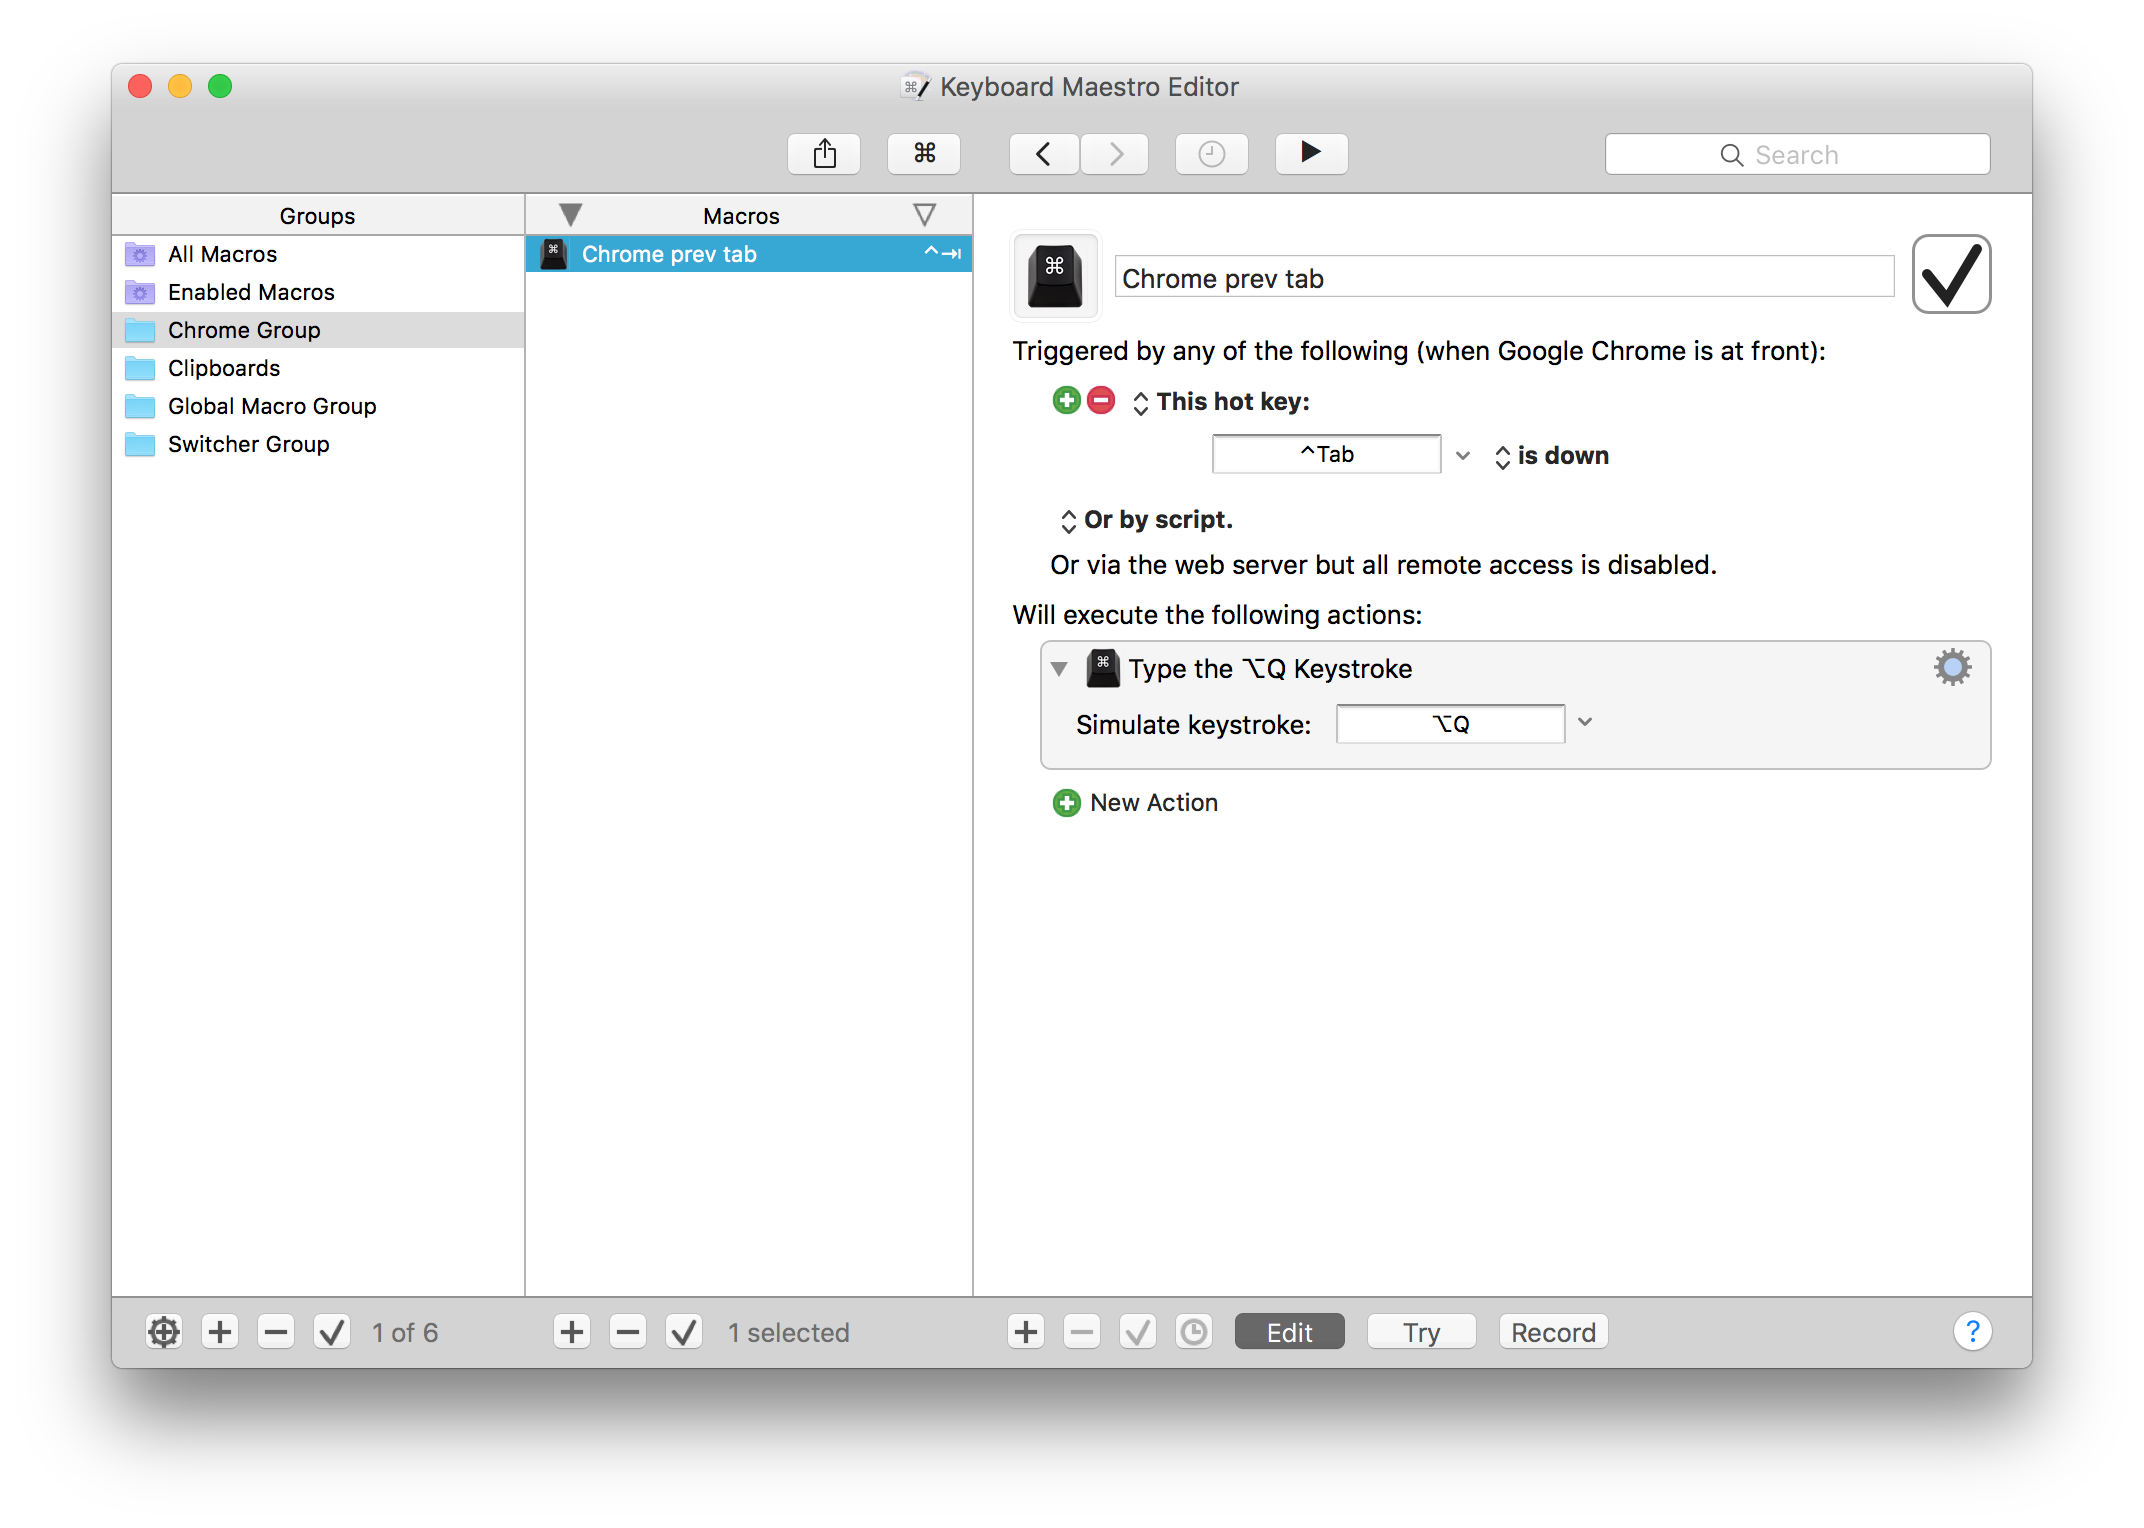 Keyboard Maestro Editor
⌘
Search
Groups
Macros
All Macros
Enabled Macros
Chrome Group
Clipboards
Global Macro Group
Switcher Group
Chrome prev tab ^⇥
Chrome prev tab
Triggered by any of the following (when Google Chrome is at front):
This hot key:
^Tab
is down
Or by script.
Or via the web server but all remote access is disabled.
Will execute the following actions:
Type the ⌥Q Keystroke
Simulate keystroke: ⌥Q
New Action
1 of 6
1 selected
Edit
Try
Record
?